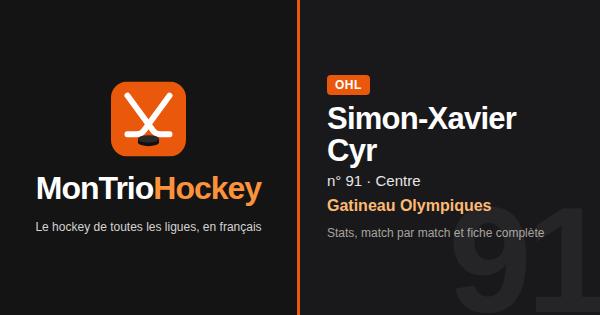 MonTrioHockey
Le hockey de toutes les ligues, en français
OHL
Simon-Xavier
Cyr
n° 91 · Centre
Gatineau Olympiques
Stats, match par match et fiche complète
91